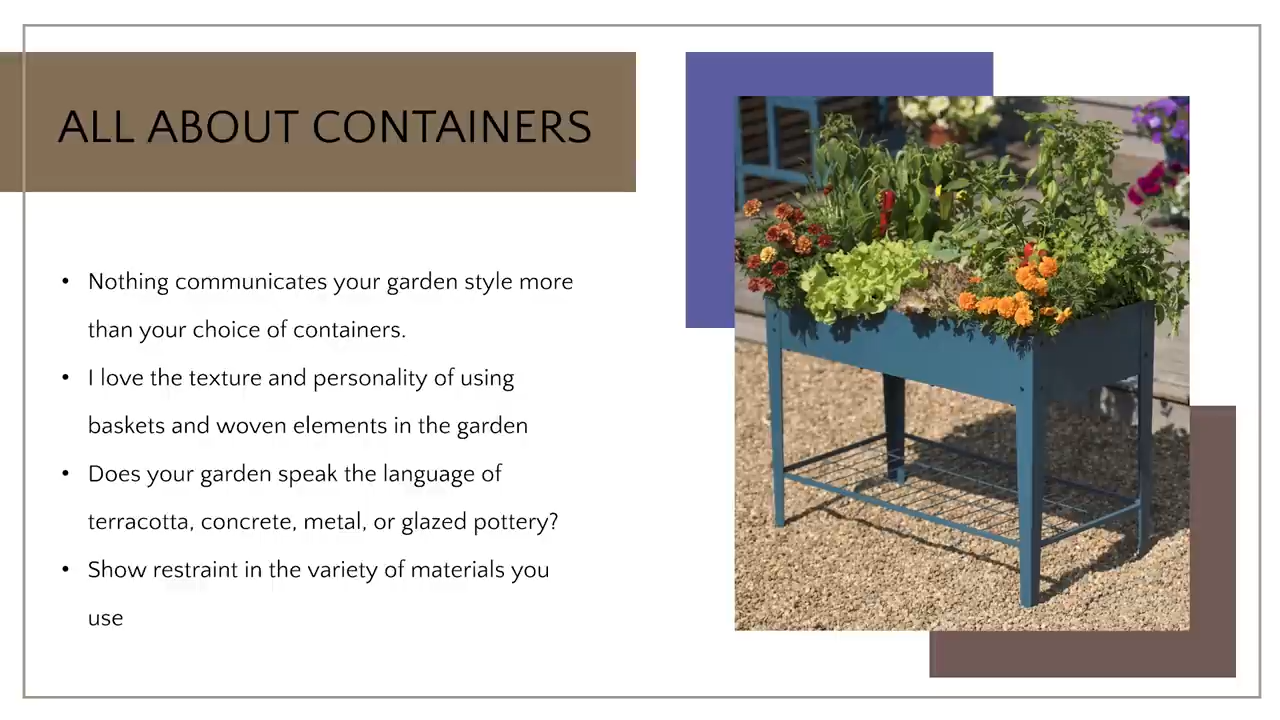 ALL ABOUT CONTAINERS
• Nothing communicates your garden style more
than your choice of containers.
• I love the texture and personality of using
baskets and woven elements in the garden
• Does your garden speak the language of
terracotta, concrete, metal, or glazed pottery?
• Show restraint in the variety of materials you
use